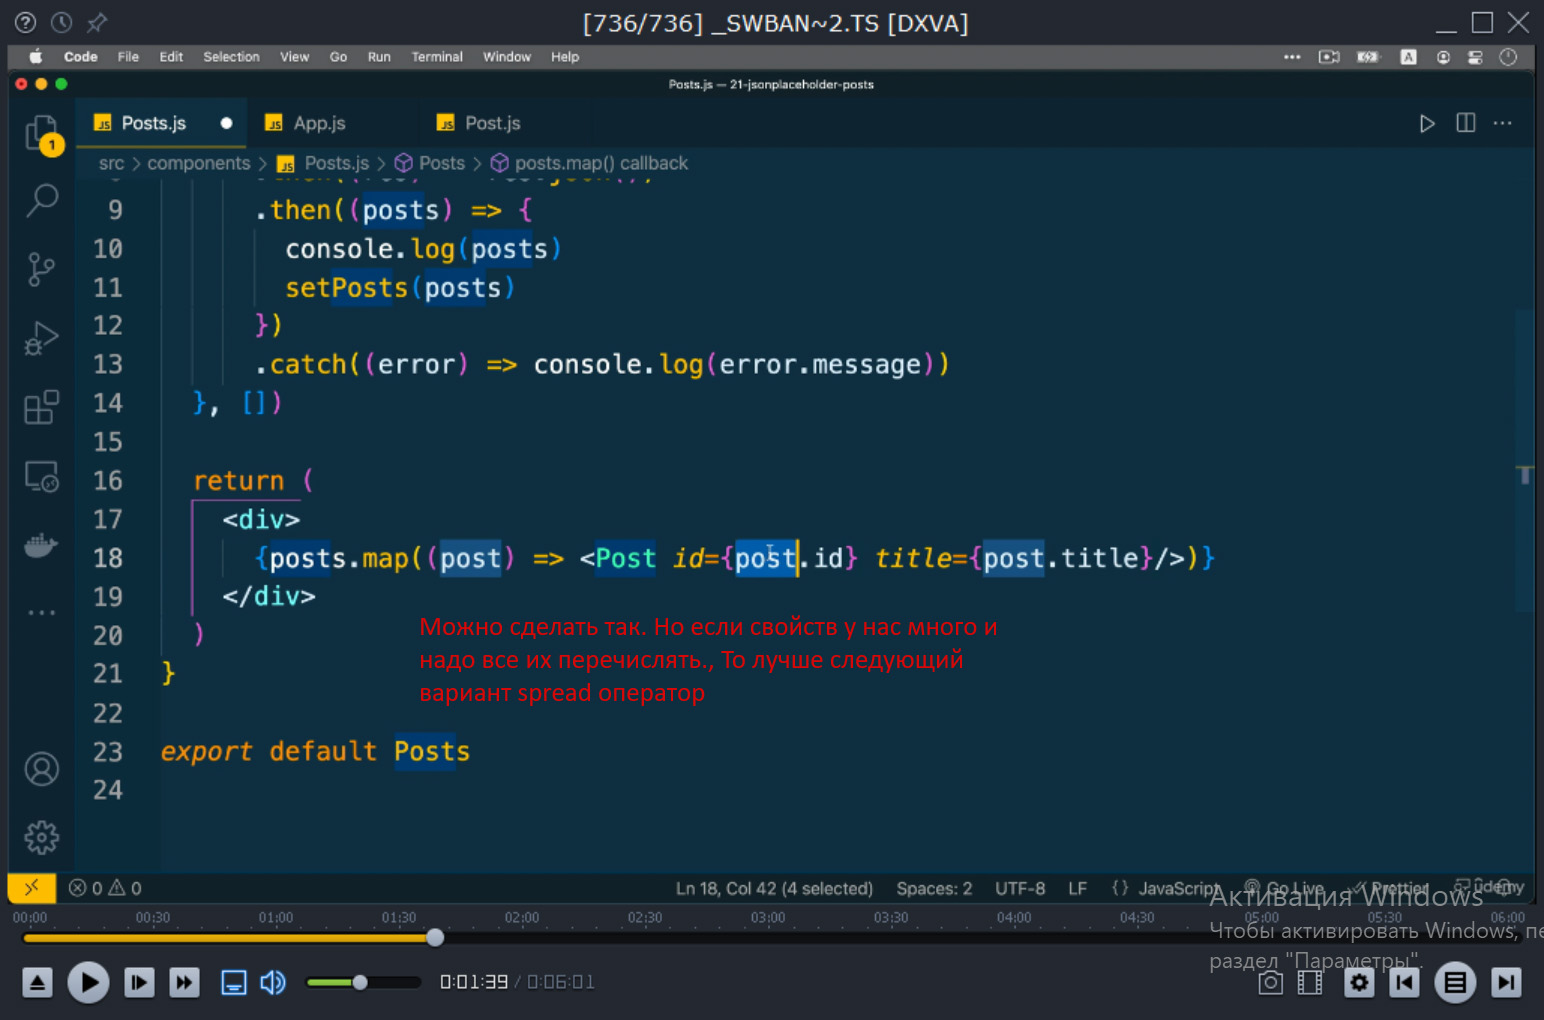 [736/736] _SWBAN~2.TS [DXVA]
Code File Edit Selection View Go Run Terminal Window Help
Posts.js — 21-jsonplaceholder-posts
JS Posts.js JS App.js JS Post.js
1
src > components > JS Posts.js > Posts > posts.map() callback
9 .then((posts) => {
10 console.log(posts)
11 setPosts(posts)
12 })
13 .catch((error) => console.log(error.message))
14 }, [])
15
16 return (
17 <div>
18 {posts.map((post) => <Post id={post.id} title={post.title}/>)}
19 </div>
20 )
21 }
22
23 export default Posts
24
Можно сделать так. Но если свойств у нас много и
надо все их перечислять., То лучше следующий
вариант spread оператор
0 0 Ln 18, Col 42 (4 selected) Spaces: 2 UTF-8 LF {} JavaScript Go Live Prettier ûdemy
Активация Windows
Чтобы активировать Windows, пе
раздел "Параметры".
00:00 00:30 01:00 01:30 02:00 02:30 03:00 03:30 04:00 04:30 05:00 05:30 06:00
0:01:39 / 0:06:01